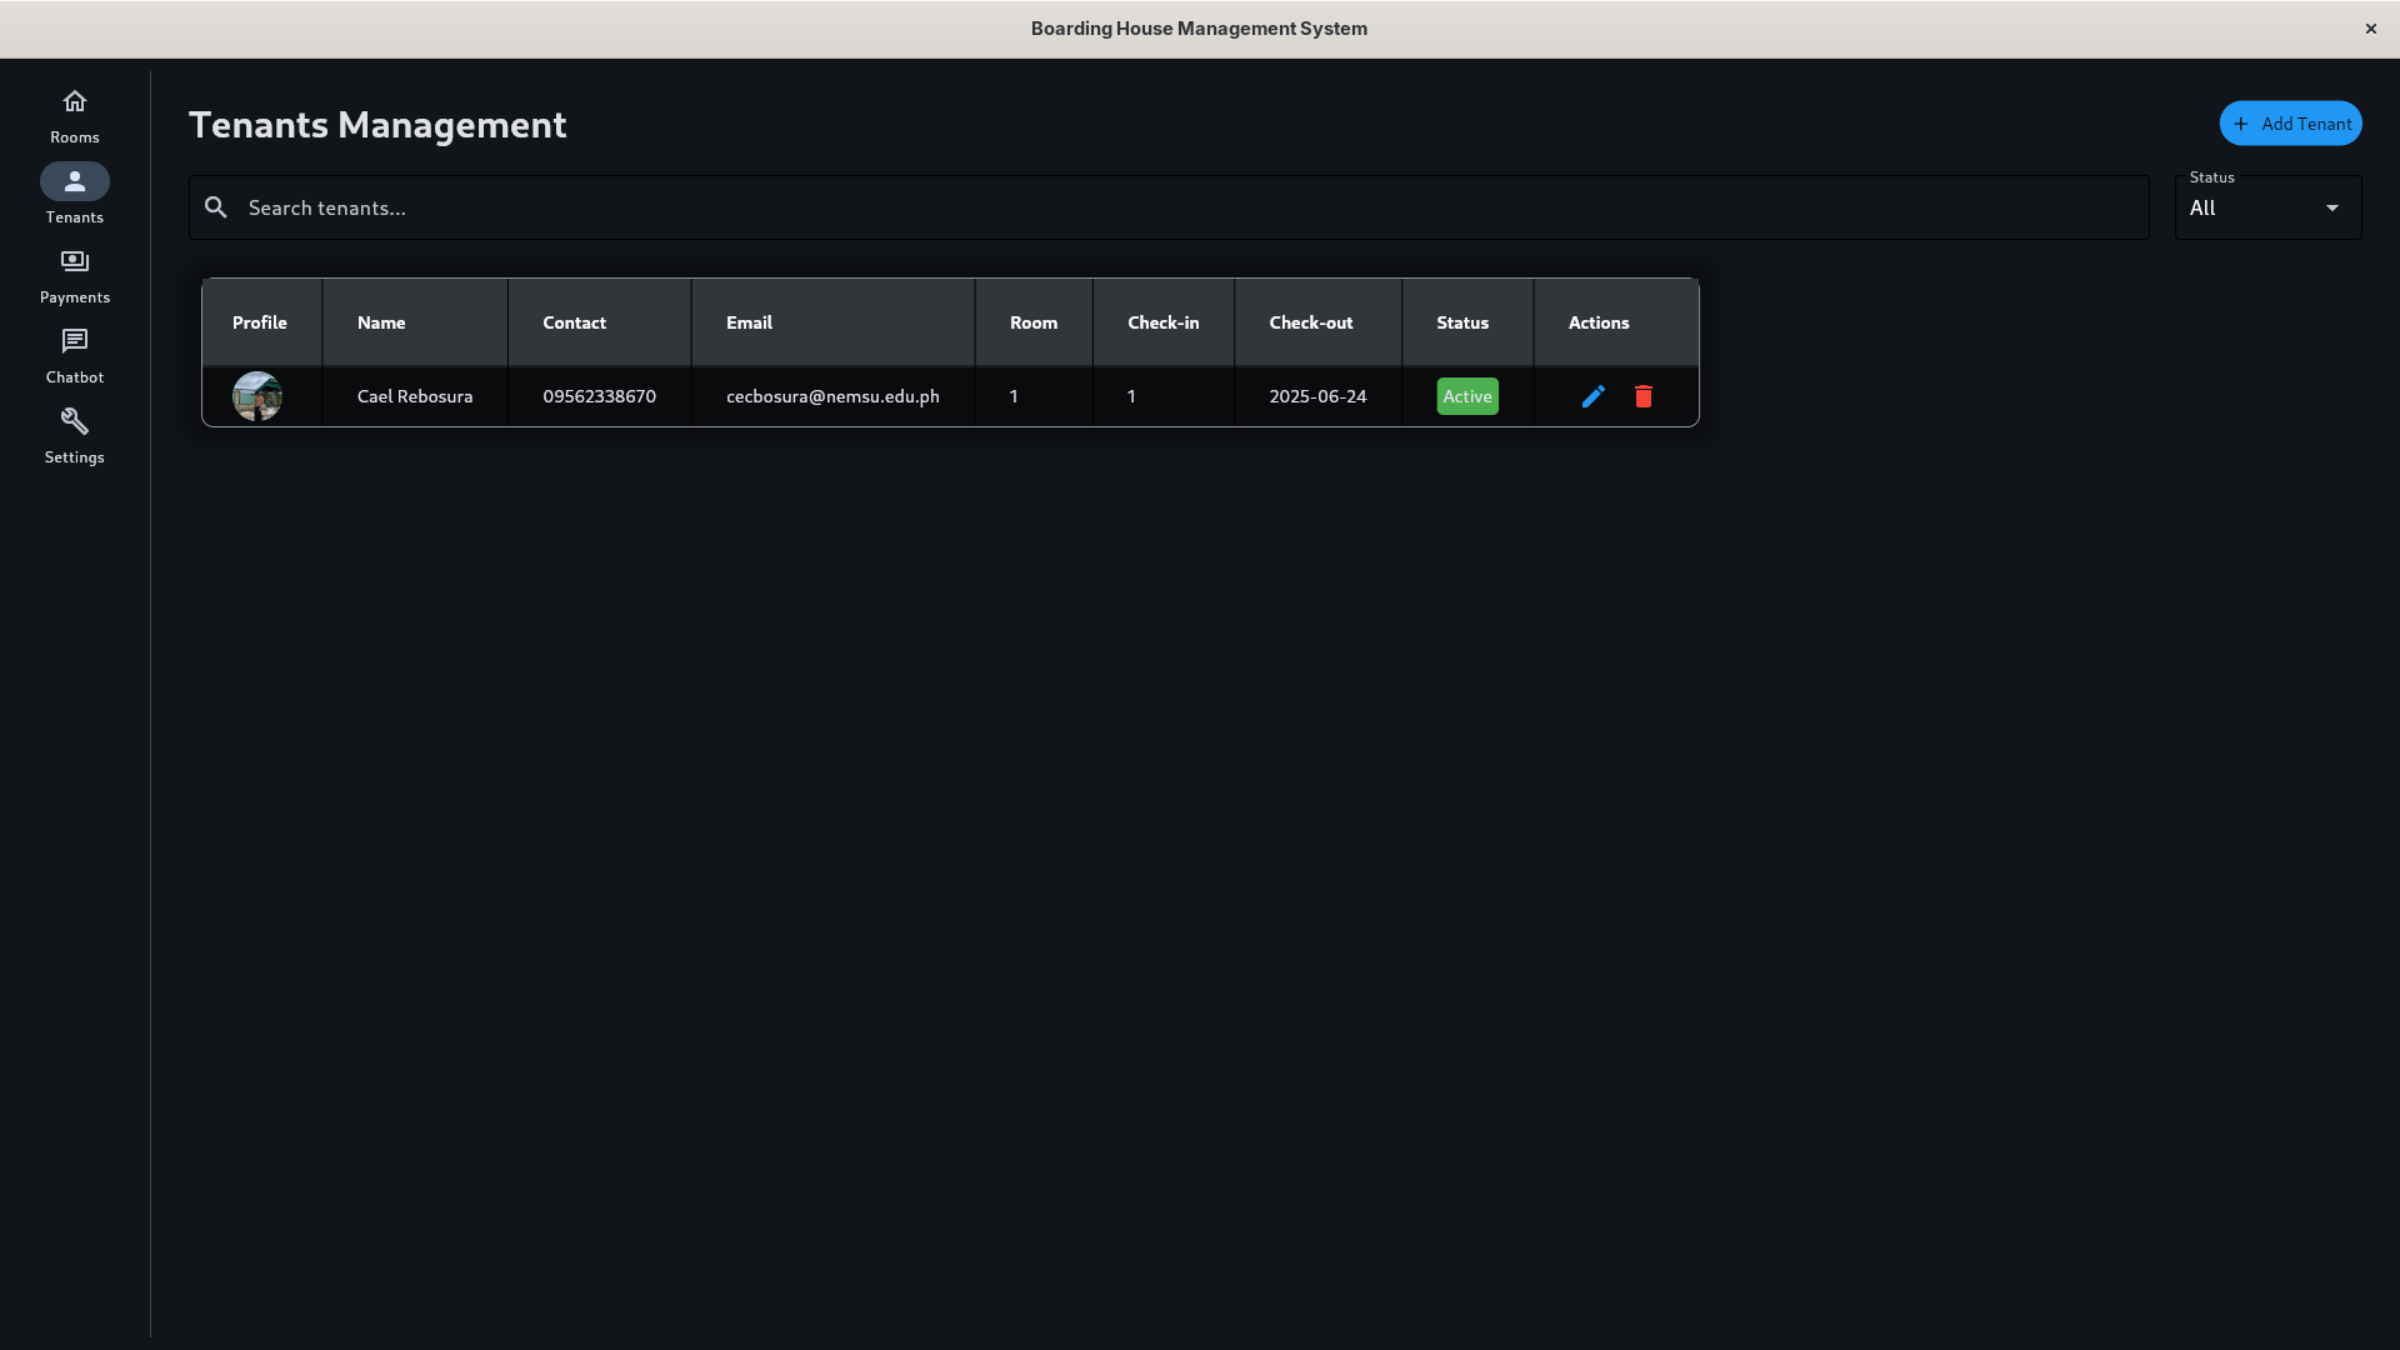 Boarding House Management System
Rooms
Tenants
Payments
Chatbot
Settings
Tenants Management
+ Add Tenant
Search tenants...
Status
All
Profile Name Contact Email Room Check-in Check-out Status Actions
Cael Rebosura 09562338670 cecbosura@nemsu.edu.ph 1 1 2025-06-24 Active